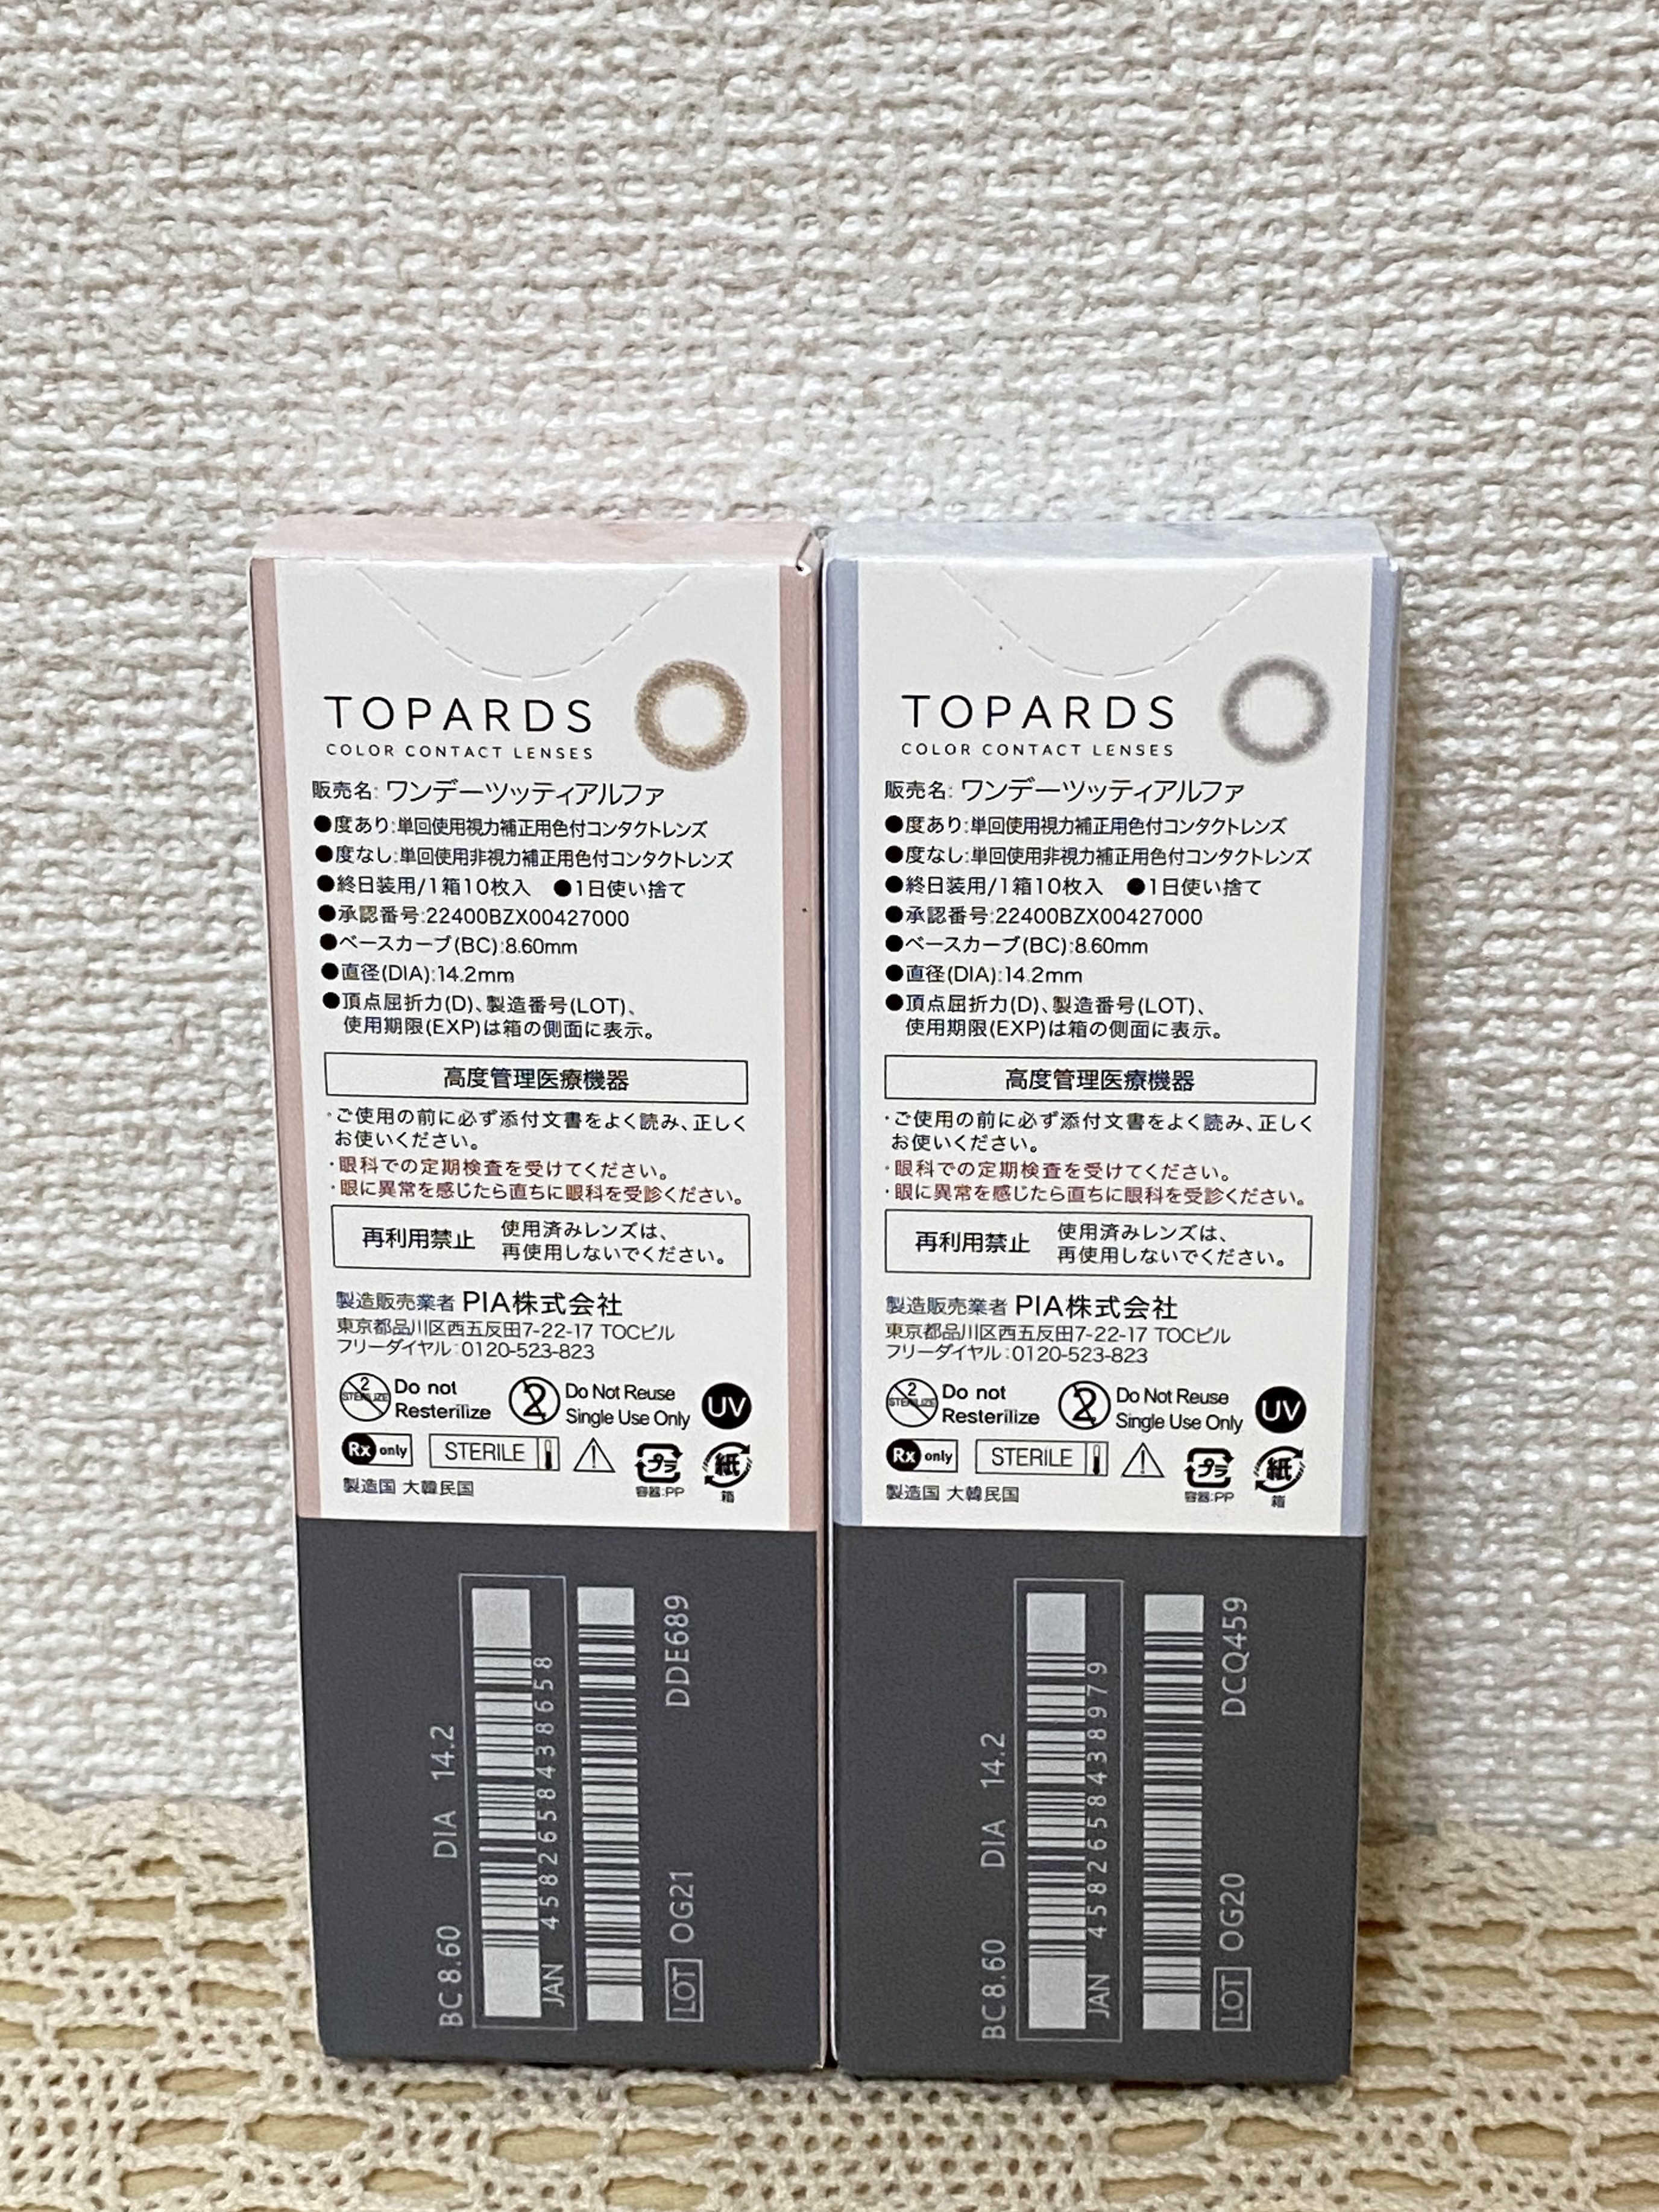 TOPARDS
COLOR CONTACT LENSES
販売名: ワンデーツッティアルファ
●度あり:単回使用視力補正用色付コンタクトレンズ
●度なし:単回使用非視力補正用色付コンタクトレンズ
●終日装用/1箱10枚入 ●1日使い捨て
●承認番号:22400BZX00427000
●ベースカーブ(BC):8.60mm
●直径(DIA):14.2mm
●頂点屈折力(D)、製造番号(LOT)、
使用期限(EXP)は箱の側面に表示。
高度管理医療機器
・ご使用の前に必ず添付文書をよく読み、正しく
お使いください。
・眼科での定期検査を受けてください。
・眼に異常を感じたら直ちに眼科を受診ください。
再利用禁止 使用済みレンズは、
再使用しないでください。
製造販売業者 PIA株式会社
東京都品川区西五反田7-22-17 TOCビル
フリーダイヤル:0120-523-823
2 STERILIZE Do not
Resterilize
2 Do Not Reuse
Single Use Only
UV
Rx only
STERILE
プラ
容器:PP
紙
箱
製造国 大韓民国
BC 8.60 DIA 14.2
JAN 4582658438658
LOT OG21 DDE689
TOPARDS
COLOR CONTACT LENSES
販売名: ワンデーツッティアルファ
●度あり:単回使用視力補正用色付コンタクトレンズ
●度なし:単回使用非視力補正用色付コンタクトレンズ
●終日装用/1箱10枚入 ●1日使い捨て
●承認番号:22400BZX00427000
●ベースカーブ(BC):8.60mm
●直径(DIA):14.2mm
●頂点屈折力(D)、製造番号(LOT)、
使用期限(EXP)は箱の側面に表示。
高度管理医療機器
・ご使用の前に必ず添付文書をよく読み、正しく
お使いください。
・眼科での定期検査を受けてください。
・眼に異常を感じたら直ちに眼科を受診ください。
再利用禁止 使用済みレンズは、
再使用しないでください。
製造販売業者 PIA株式会社
東京都品川区西五反田7-22-17 TOCビル
フリーダイヤル:0120-523-823
2 STERILIZE Do not
Resterilize
2 Do Not Reuse
Single Use Only
UV
Rx only
STERILE
プラ
容器:PP
紙
箱
製造国 大韓民国
BC 8.60 DIA 14.2
JAN 4582658438979
LOT OG20 DCQ459